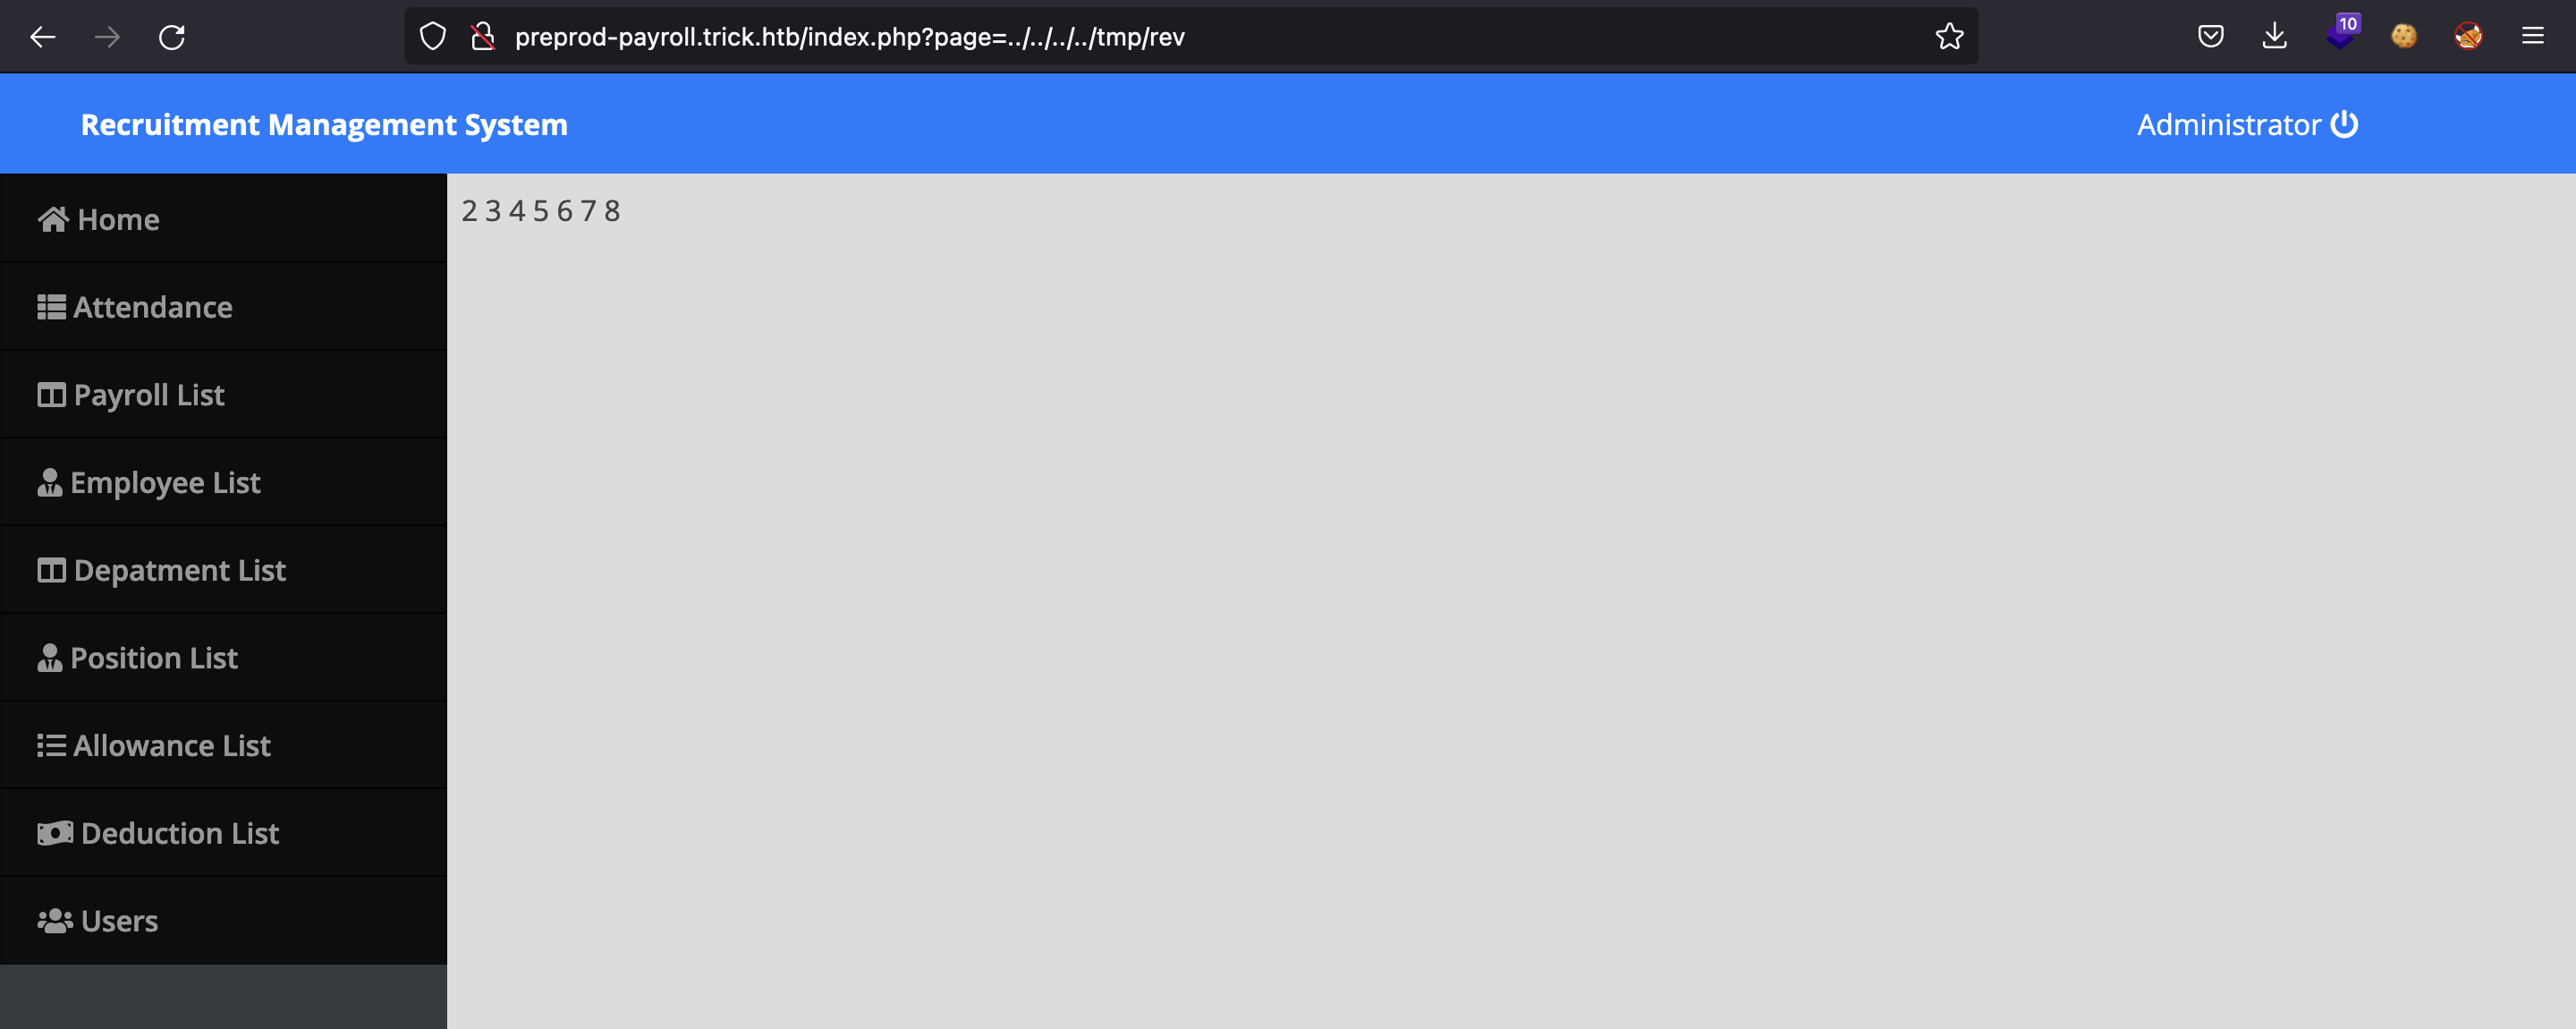 preprod-payroll.trick.htb/index.php?page=../../../../tmp/rev
10
Recruitment Management System
Administrator
Home
2 3 4 5 6 7 8
Attendance
Payroll List
Employee List
Depatment List
Position List
Allowance List
Deduction List
Users